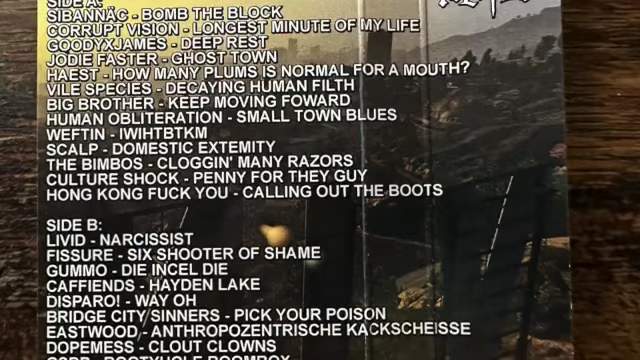 SIDE A:
SIBANNÄC - BOMB THE BLOCK
CORRUPT VISION - LONGEST MINUTE OF MY LIFE
GOODYXJAMES - DEEP REST
JODIE FASTER - GHOST TOWN
HAEST - HOW MANY PLUMS IS NORMAL FOR A MOUTH?
VILE SPECIES - DECAYING HUMAN FILTH
BIG BROTHER - KEEP MOVING FOWARD
HUMAN OBLITERATION - SMALL TOWN BLUES
WEFTIN - IWIHTBTKM
SCALP - DOMESTIC EXTEMITY
THE BIMBOS - CLOGGIN' MANY RAZORS
CULTURE SHOCK - PENNY FOR THEY GUY
HONG KONG FUCK YOU - CALLING OUT THE BOOTS
SIDE B:
LIVID - NARCISSIST
FISSURE - SIX SHOOTER OF SHAME
GUMMO - DIE INCEL DIE
CAFFIENDS - HAYDEN LAKE
DISPARO! - WAY OH
BRIDGE CITY SINNERS - PICK YOUR POISON
EASTWOOD - ANTHROPOZENTRISCHE KACKSCHEISSE
DOPEMESS - CLOUT CLOWNS